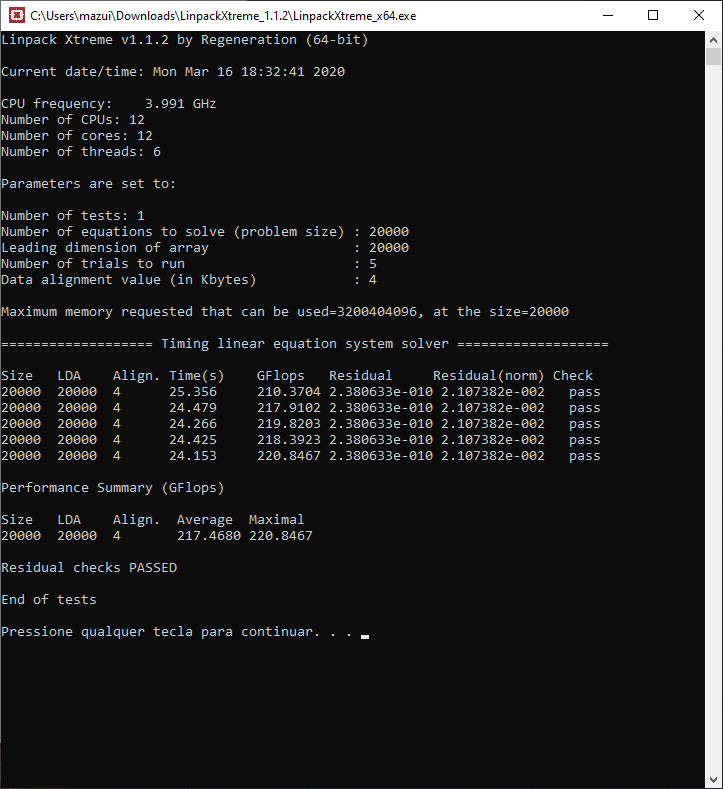 C:\Users\mazui\Downloads\LinpackXtreme_1.1.2\LinpackXtreme_x64.exe
Linpack Xtreme v1.1.2 by Regeneration (64-bit)
Current date/time: Mon Mar 16 18:32:41 2020
CPU frequency:    3.991 GHz
Number of CPUs: 12
Number of cores: 12
Number of threads: 6
Parameters are set to:
Number of tests: 1
Number of equations to solve (problem size) : 20000
Leading dimension of array                  : 20000
Number of trials to run                     : 5
Data alignment value (in Kbytes)            : 4
Maximum memory requested that can be used=3200404096, at the size=20000
=================== Timing linear equation system solver ===================
Size   LDA    Align. Time(s)    GFlops   Residual     Residual(norm) Check
20000  20000  4      25.356     210.3704 2.380633e-010 2.107382e-002   pass
20000  20000  4      24.479     217.9102 2.380633e-010 2.107382e-002   pass
20000  20000  4      24.266     219.8203 2.380633e-010 2.107382e-002   pass
20000  20000  4      24.425     218.3923 2.380633e-010 2.107382e-002   pass
20000  20000  4      24.153     220.8467 2.380633e-010 2.107382e-002   pass
Performance Summary (GFlops)
Size   LDA    Align.  Average  Maximal
20000  20000  4       217.4680 220.8467
Residual checks PASSED
End of tests
Pressione qualquer tecla para continuar. . .